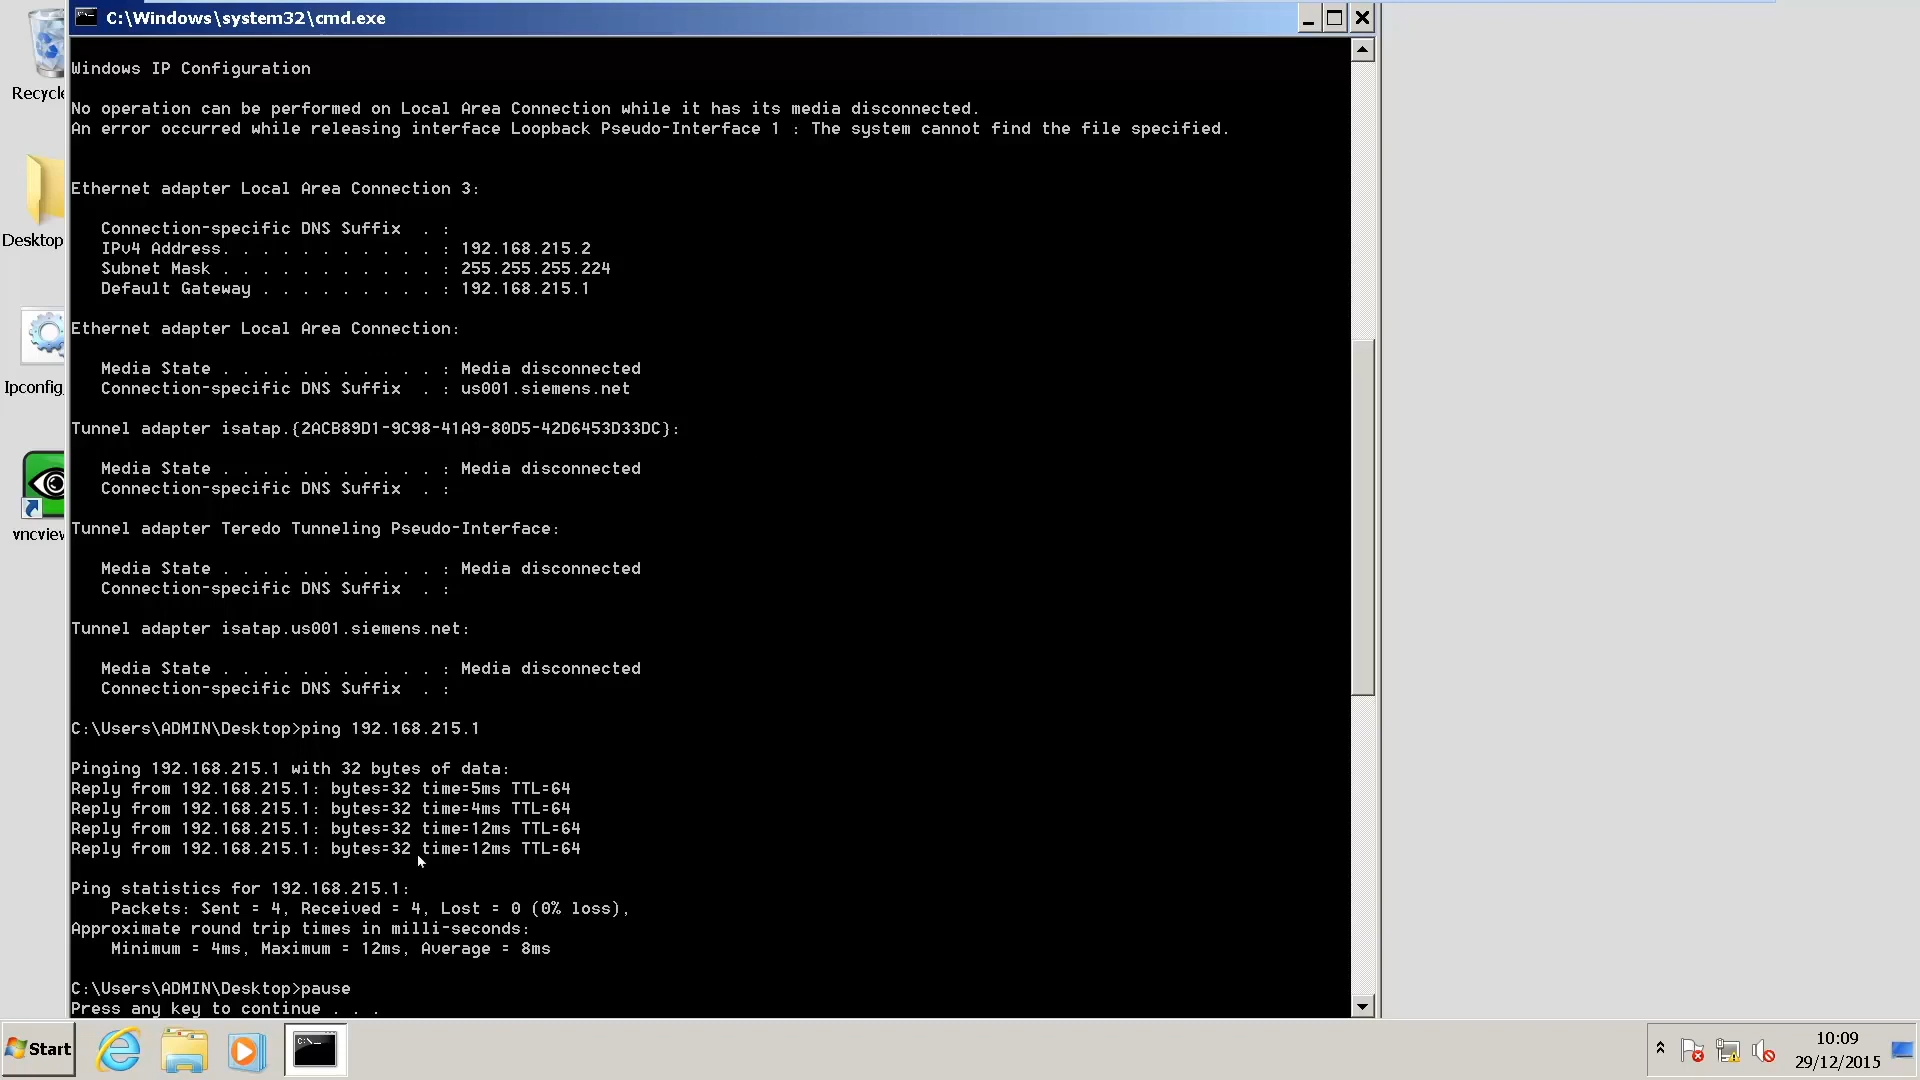 C:\Windows\system32\cmd.exe
Windows IP Configuration
No operation can be performed on Local Area Connection while it has its media disconnected.
An error occurred while releasing interface Loopback Pseudo-Interface 1 : The system cannot find the file specified.
Ethernet adapter Local Area Connection 3:
Connection-specific DNS Suffix  . :
IPv4 Address. . . . . . . . . . . : 192.168.215.2
Subnet Mask . . . . . . . . . . . : 255.255.255.224
Default Gateway . . . . . . . . . : 192.168.215.1
Ethernet adapter Local Area Connection:
Media State . . . . . . . . . . . : Media disconnected
Connection-specific DNS Suffix  . : us001.siemens.net
Tunnel adapter isatap.{2ACB89D1-9C98-41A9-80D5-42D6453D33DC}:
Media State . . . . . . . . . . . : Media disconnected
Connection-specific DNS Suffix  . :
Tunnel adapter Teredo Tunneling Pseudo-Interface:
Media State . . . . . . . . . . . : Media disconnected
Connection-specific DNS Suffix  . :
Tunnel adapter isatap.us001.siemens.net:
Media State . . . . . . . . . . . : Media disconnected
Connection-specific DNS Suffix  . :
C:\Users\ADMIN\Desktop>ping 192.168.215.1
Pinging 192.168.215.1 with 32 bytes of data:
Reply from 192.168.215.1: bytes=32 time=5ms TTL=64
Reply from 192.168.215.1: bytes=32 time=4ms TTL=64
Reply from 192.168.215.1: bytes=32 time=12ms TTL=64
Reply from 192.168.215.1: bytes=32 time=12ms TTL=64
Ping statistics for 192.168.215.1:
Packets: Sent = 4, Received = 4, Lost = 0 (0% loss),
Approximate round trip times in milli-seconds:
Minimum = 4ms, Maximum = 12ms, Average = 8ms
C:\Users\ADMIN\Desktop>pause
Press any key to continue . . .
Recycle
Desktop
Ipconfig_
vncview
Start
10:09
29/12/2015